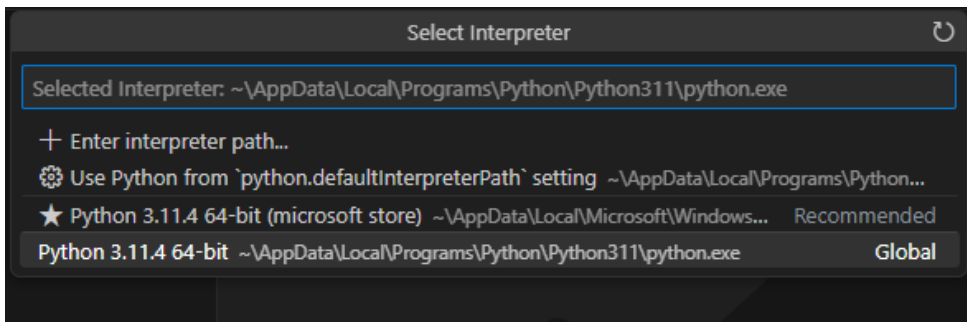 Select Interpreter
Selected Interpreter: ~\AppData\Local\Programs\Python\Python311\python.exe
Enter interpreter path...
Use Python from `python.defaultInterpreterPath` setting ~\AppData\Local\Programs\Python...
Python 3.11.4 64-bit (microsoft store) ~\AppData\Local\Microsoft\Windows... Recommended
Python 3.11.4 64-bit ~\AppData\Local\Programs\Python\Python311\python.exe Global